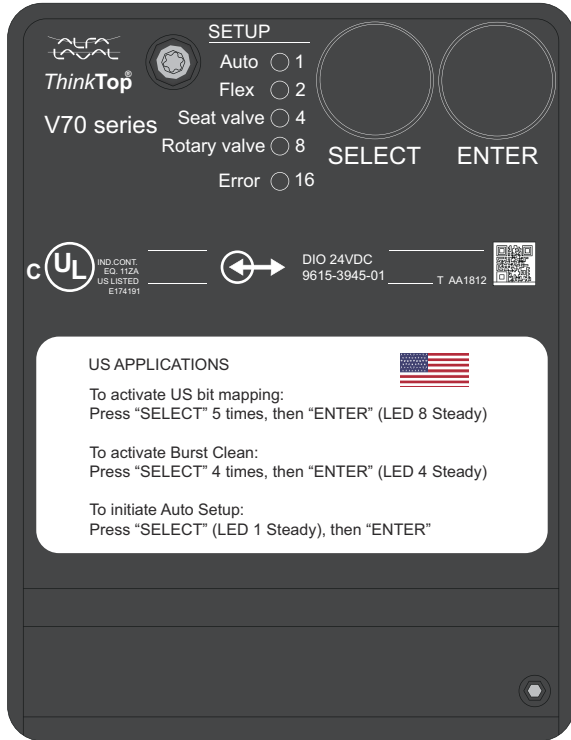 ALFA
LAVAL
ThinkTop®
V70 series
SETUP
Auto 1
Flex 2
Seat valve 4
Rotary valve 8
Error 16
SELECT
ENTER
C UL
IND.CONT.
EQ. 11ZA
US LISTED
E174191
DIO 24VDC
9615-3945-01
T AA1812
US APPLICATIONS
To activate US bit mapping:
Press “SELECT” 5 times, then “ENTER” (LED 8 Steady)
To activate Burst Clean:
Press “SELECT” 4 times, then “ENTER” (LED 4 Steady)
To initiate Auto Setup:
Press “SELECT” (LED 1 Steady), then “ENTER”